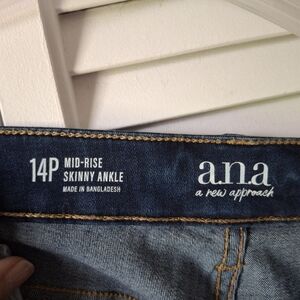 14P MID-RISE
SKINNY ANKLE
MADE IN BANGLADESH
a.n.a
a new approach